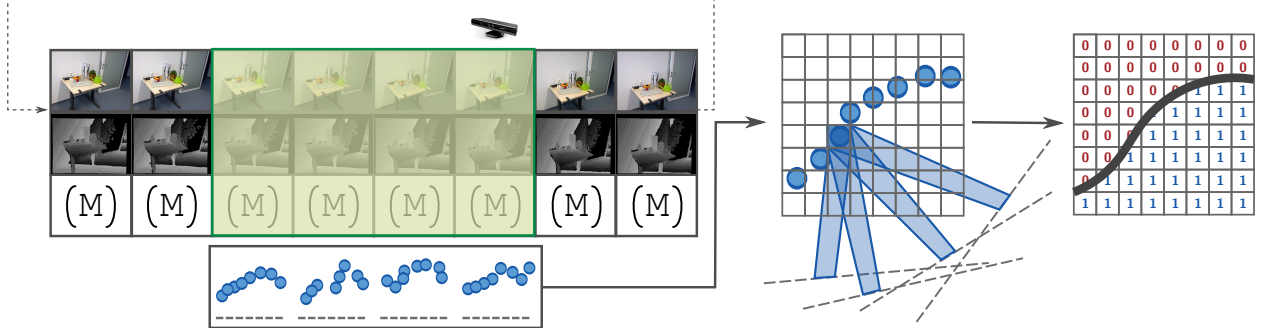 (M) (M) (M) (M) (M) (M) (M) (M)
0 0 0 0 0 0 0 0
0 0 0 0 0 0 0 0
0 0 0 0 0 1 1 1
0 0 0 1 1 1 1 1
0 0 0 1 1 1 1 1
0 0 1 1 1 1 1 1
0 1 1 1 1 1 1 1
1 1 1 1 1 1 1 1